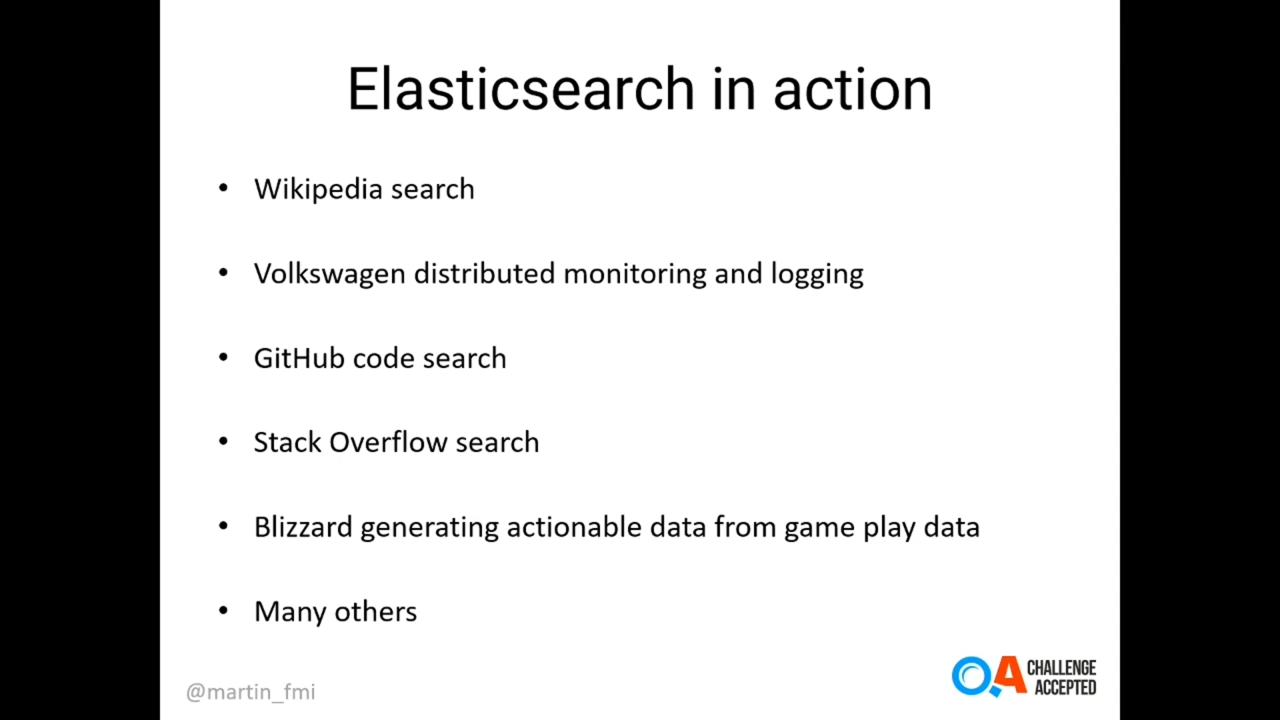 Elasticsearch in action
• Wikipedia search
• Volkswagen distributed monitoring and logging
• GitHub code search
• Stack Overflow search
• Blizzard generating actionable data from game play data
• Many others
@martin_fmi
QA CHALLENGE
ACCEPTED